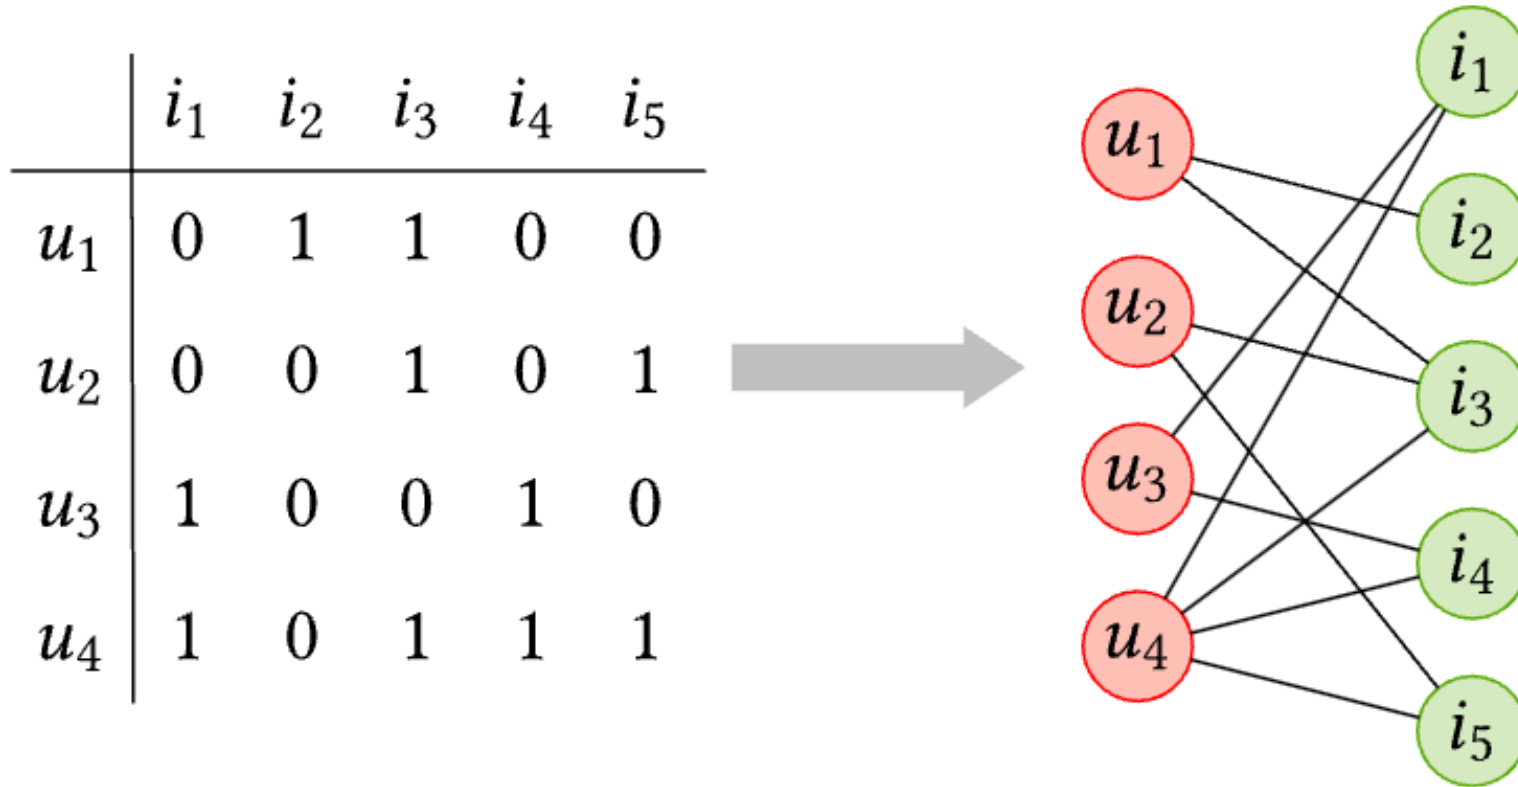 i₁ i₂ i₃ i₄ i₅
u₁ 0 1 1 0 0
u₂ 0 0 1 0 1
u₃ 1 0 0 1 0
u₄ 1 0 1 1 1
u₁
u₂
u₃
u₄
i₁
i₂
i₃
i₄
i₅